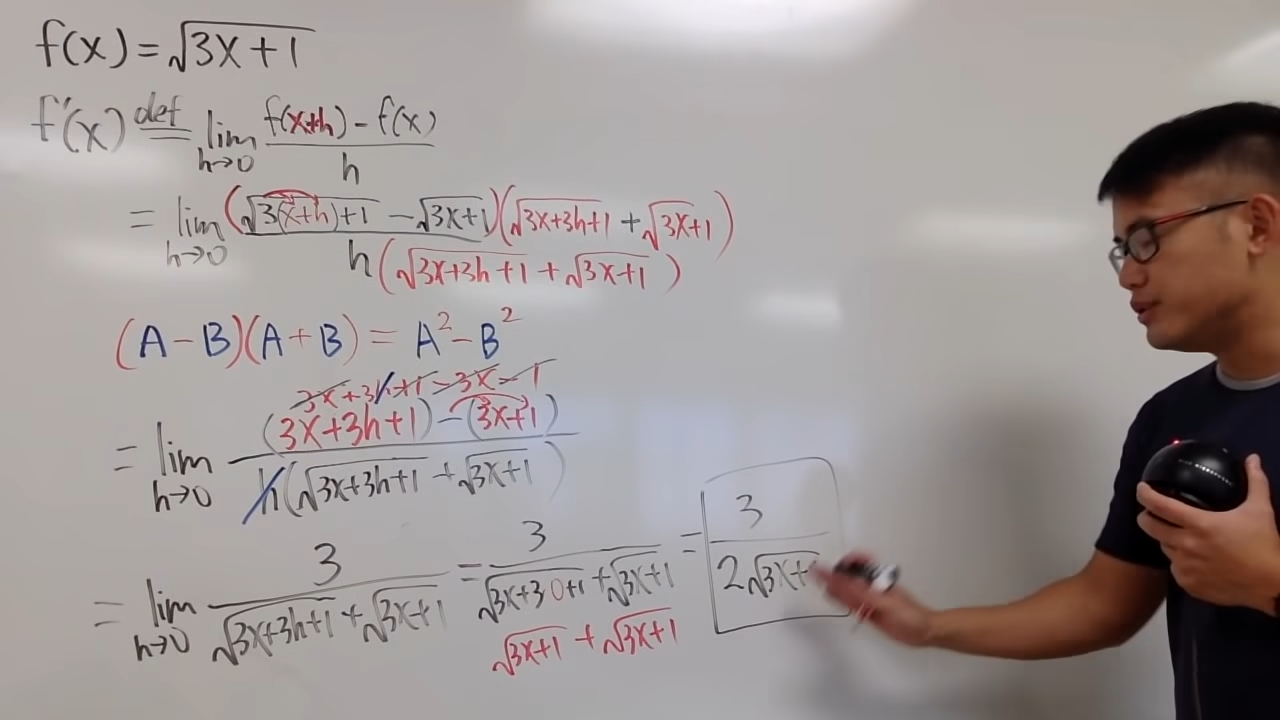 f(x) = √(3x+1)
f'(x) def= lim h→0 (f(x+h) - f(x))/h
= lim h→0 (√(3(x+h)+1) - √(3x+1))(√(3x+3h+1) + √(3x+1)) / h(√(3x+3h+1) + √(3x+1))
(A-B)(A+B) = A² - B²
3x+3h+1-3x-1
= lim h→0 ((3x+3h+1) - (3x+1)) / h(√(3x+3h+1) + √(3x+1))
= lim h→0 3/(√(3x+3h+1) + √(3x+1)) = 3/(√(3x+3·0+1) + √(3x+1)) = 3/(2√(3x+
√(3x+1) + √(3x+1)